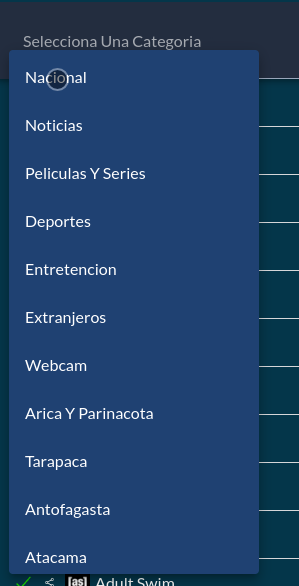 Selecciona Una Categoria
Nacional
Noticias
Peliculas Y Series
Deportes
Entretencion
Extranjeros
Webcam
Arica Y Parinacota
Tarapaca
Antofagasta
Atacama
[as] Adult Swim